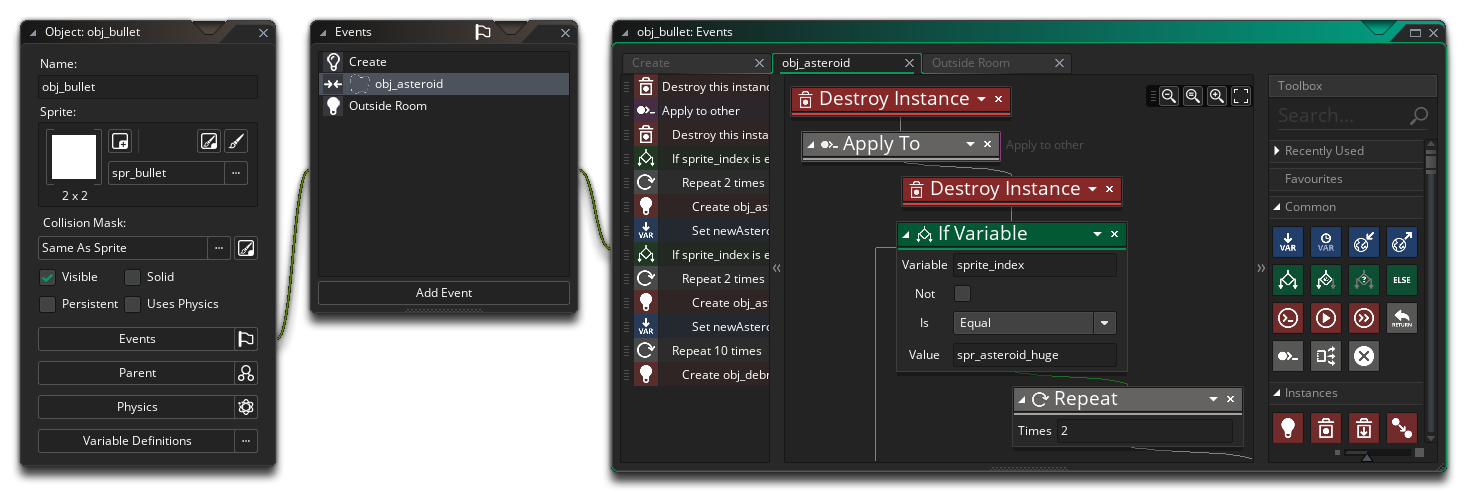 Object: obj_bullet
Name:
obj_bullet
Sprite:
spr_bullet
2 x 2
Collision Mask:
Same As Sprite
Visible
Solid
Persistent
Uses Physics
Events
Parent
Physics
Variable Definitions
Events
Create
obj_asteroid
Outside Room
Add Event
obj_bullet: Events
Create
obj_asteroid
Outside Room
Destroy this instanc
Apply to other
Destroy this insta
If sprite_index is e
Repeat 2 times
Create obj_as
VAR Set newAstero
If sprite_index is e
Repeat 2 times
Create obj_as
VAR Set newAstero
Repeat 10 times
Create obj_debr
Destroy Instance
Apply To
Apply to other
Destroy Instance
If Variable
Variable sprite_index
Not
Is Equal
Value spr_asteroid_huge
Repeat
Times 2
Toolbox
Search...
Recently Used
Favourites
Common
VAR VAR
ELSE
RETURN
Instances